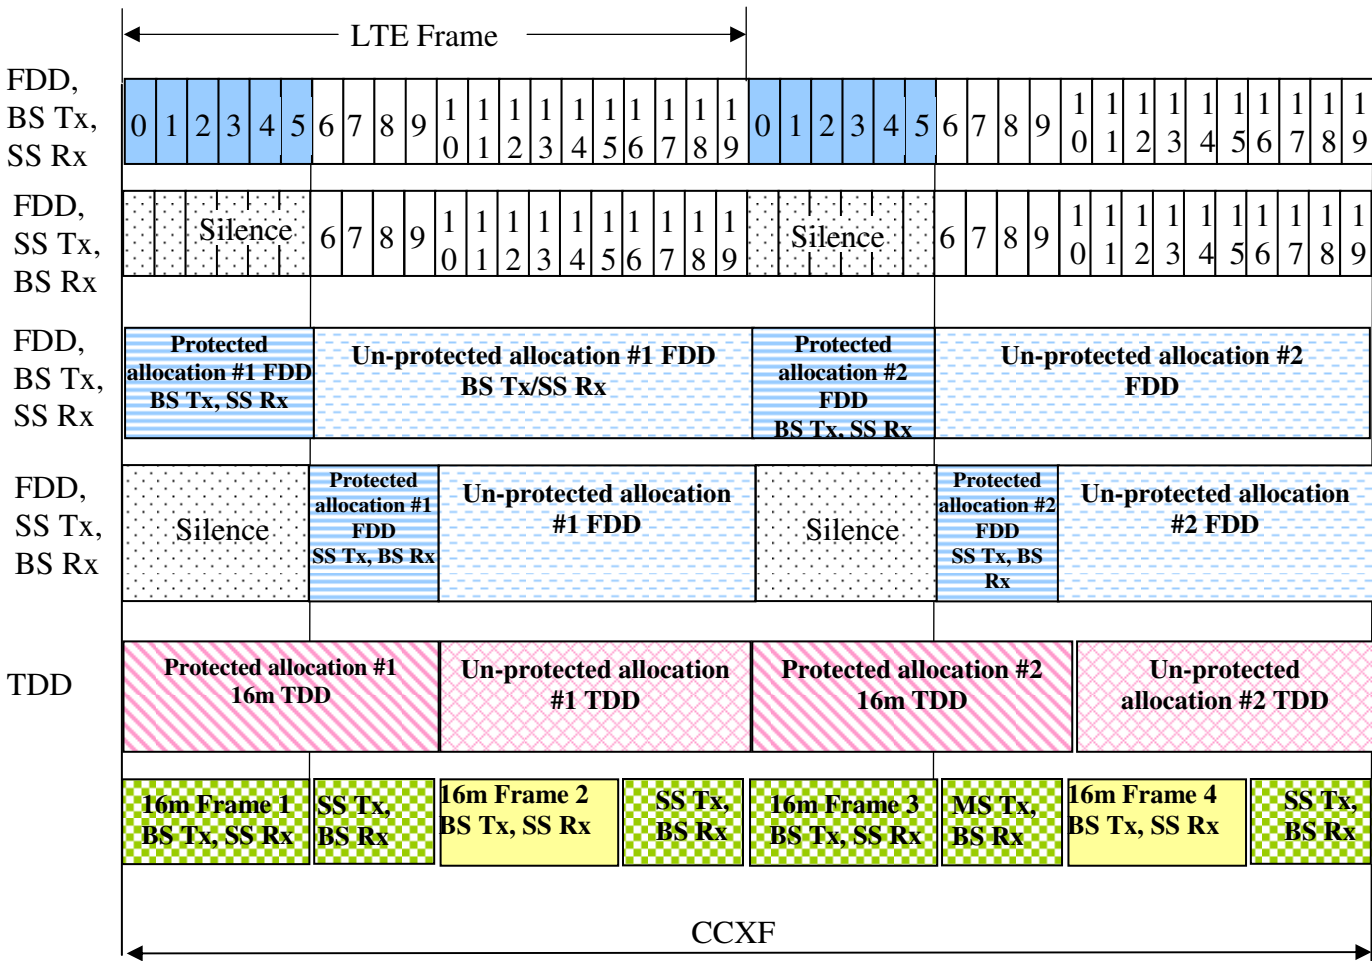 LTE Frame
FDD,
BS Tx,
SS Rx
0 1 2 3 4 5 6 7 8 9 10 11 12 13 14 15 16 17 18 19 0 1 2 3 4 5 6 7 8 9 10 11 12 13 14 15 16 17 18 19
FDD,
SS Tx,
BS Rx
Silence 6 7 8 9 10 11 12 13 14 15 16 17 18 19 Silence 6 7 8 9 10 11 12 13 14 15 16 17 18 19
FDD,
BS Tx,
SS Rx
Protected
allocation #1 FDD
BS Tx, SS Rx
Un-protected allocation #1 FDD
BS Tx/SS Rx
Protected
allocation #2
FDD
BS Tx, SS Rx
Un-protected allocation #2
FDD
FDD,
SS Tx,
BS Rx
Silence
Protected
allocation #1
FDD
SS Tx, BS Rx
Un-protected allocation
#1 FDD
Silence
Protected
allocation #2
FDD
SS Tx, BS
Rx
Un-protected allocation
#2 FDD
TDD
Protected allocation #1
16m TDD
Un-protected allocation
#1 TDD
Protected allocation #2
16m TDD
Un-protected
allocation #2 TDD
16m Frame 1
BS Tx, SS Rx
SS Tx,
BS Rx
16m Frame 2
BS Tx, SS Rx
SS Tx,
BS Rx
16m Frame 3
BS Tx, SS Rx
MS Tx,
BS Rx
16m Frame 4
BS Tx, SS Rx
SS Tx,
BS Rx
CCXF